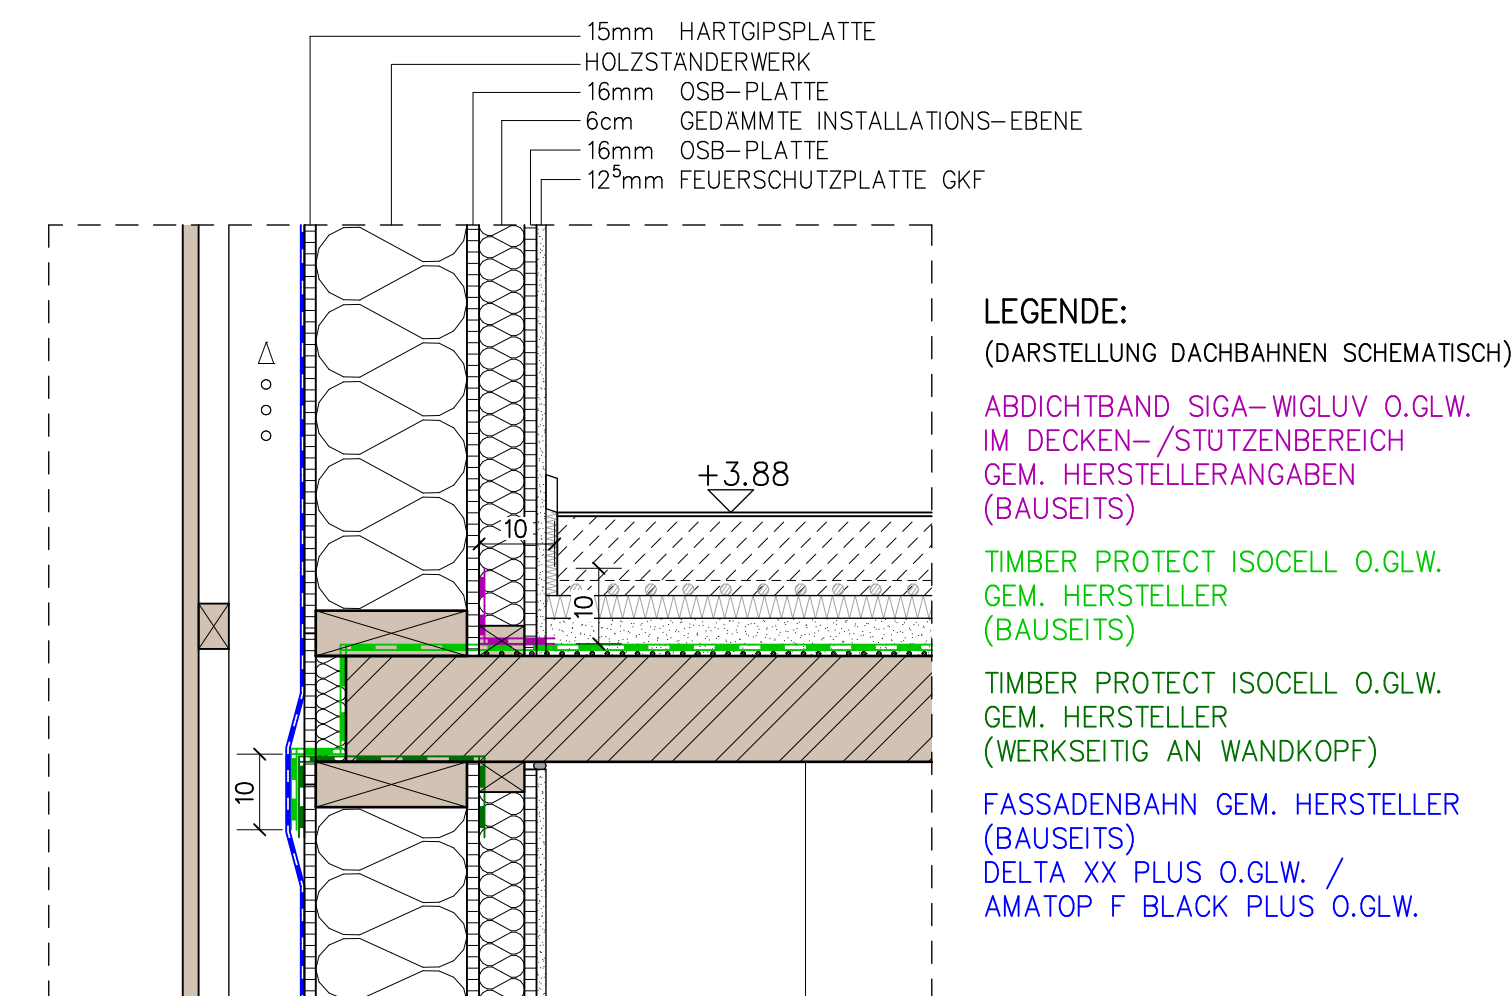 15mm HARTGIPSPLATTE
HOLZSTÄNDERWERK
16mm OSB-PLATTE
6cm GEDÄMMTE INSTALLATIONS-EBENE
16mm OSB-PLATTE
12⁵mm FEUERSCHUTZPLATTE GKF
+3.88
10
10
10
LEGENDE:
(DARSTELLUNG DACHBAHNEN SCHEMATISCH)
ABDICHTBAND SIGA-WIGLUV O.GLW.
IM DECKEN-/STÜTZENBEREICH
GEM. HERSTELLERANGABEN
(BAUSEITS)
TIMBER PROTECT ISOCELL O.GLW.
GEM. HERSTELLER
(BAUSEITS)
TIMBER PROTECT ISOCELL O.GLW.
GEM. HERSTELLER
(WERKSEITIG AN WANDKOPF)
FASSADENBAHN GEM. HERSTELLER
(BAUSEITS)
DELTA XX PLUS O.GLW. /
AMATOP F BLACK PLUS O.GLW.